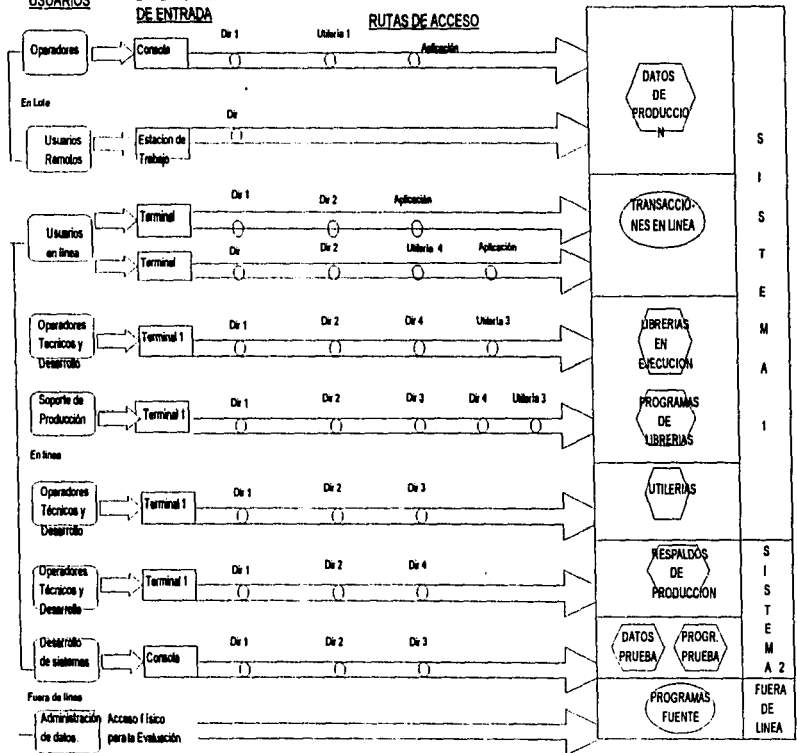 USUARIOS
DE ENTRADA
RUTAS DE ACCESO
Operadores
Consola
Dir 1
Utileria 1
Aplicación
DATOS
DE
PRODUCCIO
N
En Lote
Usuarios
Remotos
Estacion de
Trabajo
Dir
Usuarios
en linea
Terminal
Dir 1
Dir 2
Aplicación
TRANSACCIO-
NES EN LINEA
Terminal
Dir
Dir 2
Utileria 4
Aplicación
Operadores
Tecnicos y
Desarrollo
Terminal 1
Dir 1
Dir 2
Dir 4
Utileria 3
LIBRERIAS
EN
EJECUCION
Soporte de
Producción
Terminal 1
Dir 1
Dir 2
Dir 3
Dir 4
Utileria 3
PROGRAMAS
DE
LIBRERIAS
En linea
Operadores
Técnicos y
Desarrollo
Terminal 1
Dir 1
Dir 2
Dir 3
UTILERIAS
SISTEMA 1
Operadores
Técnicos y
Desarrollo
Terminal 1
Dir 1
Dir 2
Dir 4
RESPALDOS
DE
PRODUCCION
Desarrollo
de sistemas
Consola
Dir 1
Dir 2
Dir 3
DATOS
PRUEBA
PROGR.
PRUEBA
SISTEMA 2
Fuera de linea
Administración
de datos.
Acceso físico
para la Evaluación
PROGRAMAS
FUENTE
FUERA
DE
LINEA